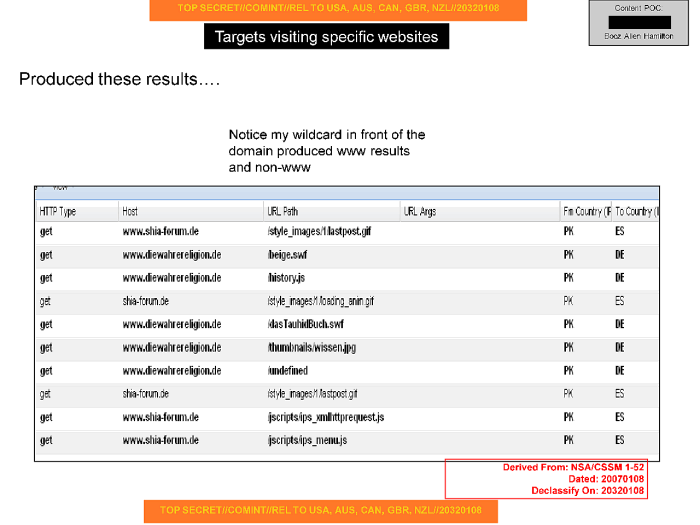 TOP SECRET//COMINT//REL TO USA, AUS, CAN, GBR, NZL//20320108
Content POC:
Booz Allen Hamilton
Targets visiting specific websites
Produced these results….
Notice my wildcard in front of the
domain produced www results
and non-www
HTTP Type Host URL Path URL Args Fm Country (IF To Country (I
get www.shia-forum.de /style_images/1/lastpost.gif PK ES
get www.diewahrereligion.de /beige.swf PK DE
get www.diewahrereligion.de /history.js PK DE
get shia-forum.de /style_images/1/loading_anim.gif PK ES
get www.diewahrereligion.de /dasTauhidBuch.swf PK DE
get www.diewahrereligion.de /thumbnails/wissen.jpg PK DE
get www.diewahrereligion.de /undefined PK DE
get shia-forum.de /style_images/1/lastpost.gif PK ES
get www.shia-forum.de /jscripts/ips_xmlhttprequest.js PK ES
get www.shia-forum.de /jscripts/ips_menu.js PK ES
Derived From: NSA/CSSM 1-52
Dated: 20070108
Declassify On: 20320108
TOP SECRET//COMINT//REL TO USA, AUS, CAN, GBR, NZL//20320108